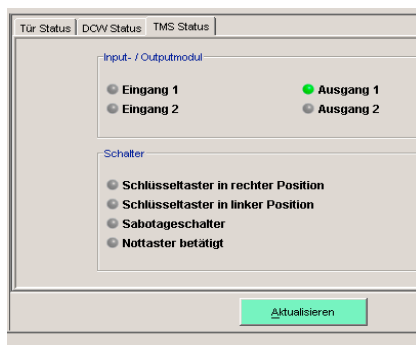 Tür Status DCW Status TMS Status
Input- / Outputmodul
Eingang 1 Ausgang 1
Eingang 2 Ausgang 2
Schalter
Schlüsseltaster in rechter Position
Schlüsseltaster in linker Position
Sabotageschalter
Nottaster betätigt
Aktualisieren